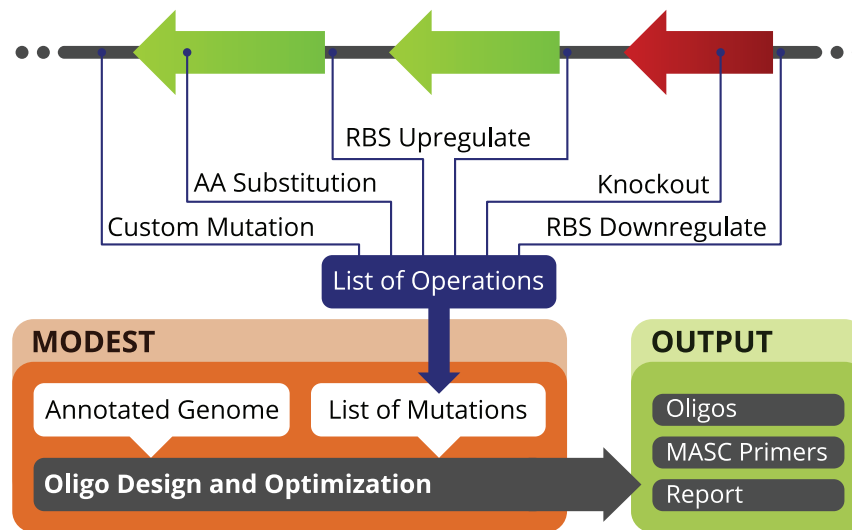 RBS Upregulate
AA Substitution
Knockout
Custom Mutation
RBS Downregulate
List of Operations
MODEST
Annotated Genome
List of Mutations
Oligo Design and Optimization
OUTPUT
Oligos
MASC Primers
Report